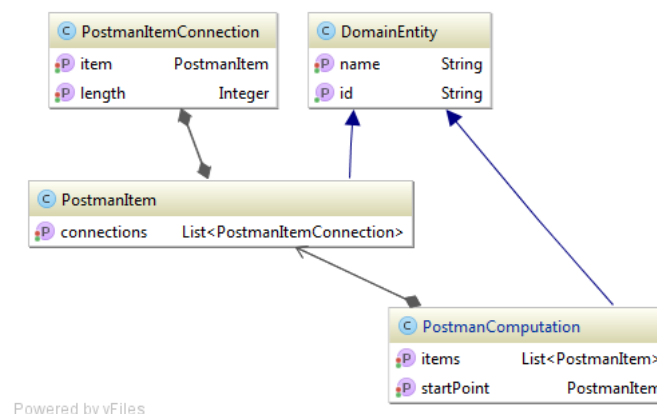 C PostmanItemConnection
P item PostmanItem
P length Integer
C DomainEntity
P name String
P id String
C PostmanItem
P connections List<PostmanItemConnection>
C PostmanComputation
P items List<PostmanItem>
P startPoint PostmanItem
Powered by yFiles